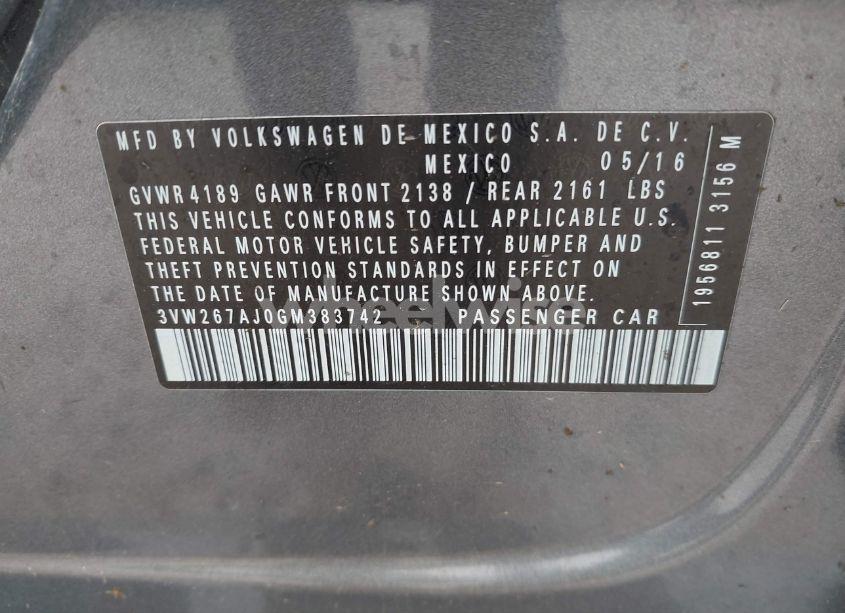 MFD BY VOLKSWAGEN DE MEXICO S.A. DE C.V.
MEXICO 05/16
GVWR 4189 GAWR FRONT 2138 / REAR 2161 LBS
THIS VEHICLE CONFORMS TO ALL APPLICABLE U.S.
FEDERAL MOTOR VEHICLE SAFETY, BUMPER AND
THEFT PREVENTION STANDARDS IN EFFECT ON
THE DATE OF MANUFACTURE SHOWN ABOVE.
3VW267AJ0GM383742 PASSENGER CAR
1956811 3156 M
wheelwire